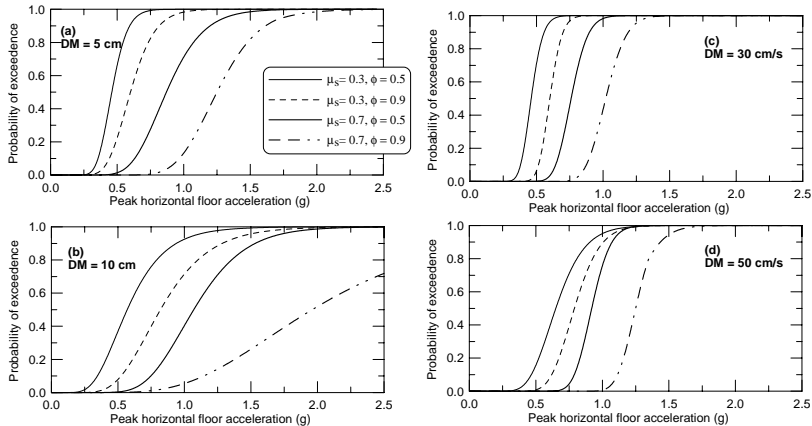 (a)
DM = 5 cm
Probability of exceedence
1.0
0.8
0.6
0.4
0.2
0.0
0.0 0.5 1.0 1.5 2.0 2.5
Peak horizontal floor acceleration (g)
μS= 0.3, ϕ = 0.5
μS= 0.3, ϕ = 0.9
μS= 0.7, ϕ = 0.5
μS= 0.7, ϕ = 0.9
(b)
DM = 10 cm
Probability of exceedence
1.0
0.8
0.6
0.4
0.2
0.0
0.0 0.5 1.0 1.5 2.0 2.5
Peak horizontal floor acceleration (g)
(c)
DM = 30 cm/s
Probability of exceedence
1.0
0.8
0.6
0.4
0.2
0.0
0.0 0.5 1.0 1.5 2.0 2.5
Peak horizontal floor acceleration (g)
(d)
DM = 50 cm/s
Probability of exceedence
1.0
0.8
0.6
0.4
0.2
0.0
0.0 0.5 1.0 1.5 2.0 2.5
Peak horizontal floor acceleration (g)